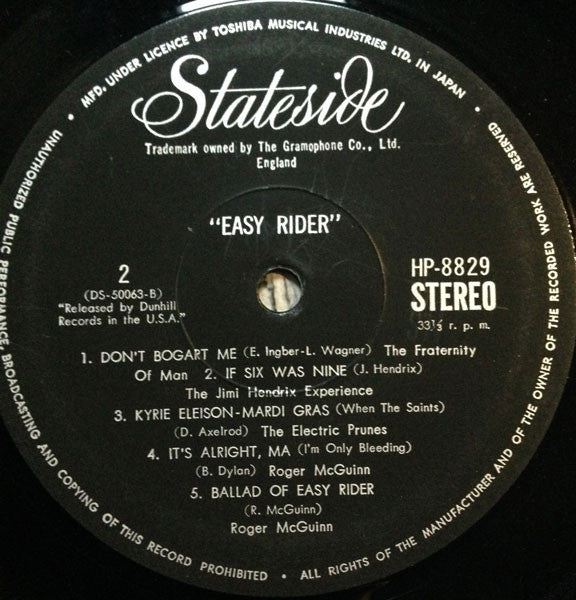 • MFD. UNDER LICENCE BY TOSHIBA MUSICAL INDUSTRIES LTD. IN JAPAN •
Stateside
Trademark owned by The Gramophone Co., Ltd.
England
"EASY RIDER"
2
(DS-50063-B)
"Released by Dunhill
Records in the U.S.A."
HP-8829
STEREO
33⅓ r. p. m.
1. DON'T BOGART ME (E. Ingber-L. Wagner) The Fraternity
Of Man 2. IF SIX WAS NINE (J. Hendrix)
The Jimi Hendrix Experience
3. KYRIE ELEISON-MARDI GRAS (When The Saints)
(D. Axelrod) The Electric Prunes
4. IT'S ALRIGHT, MA (I'm Only Bleeding)
(B. Dylan) Roger McGuinn
5. BALLAD OF EASY RIDER
(R. McGuinn)
Roger McGuinn
UNAUTHORIZED PUBLIC PERFORMANCE, BROADCASTING AND COPYING OF THIS RECORD PROHIBITED • ALL RIGHTS OF THE MANUFACTURER AND OF THE OWNER OF THE RECORDED WORK ARE RESERVED